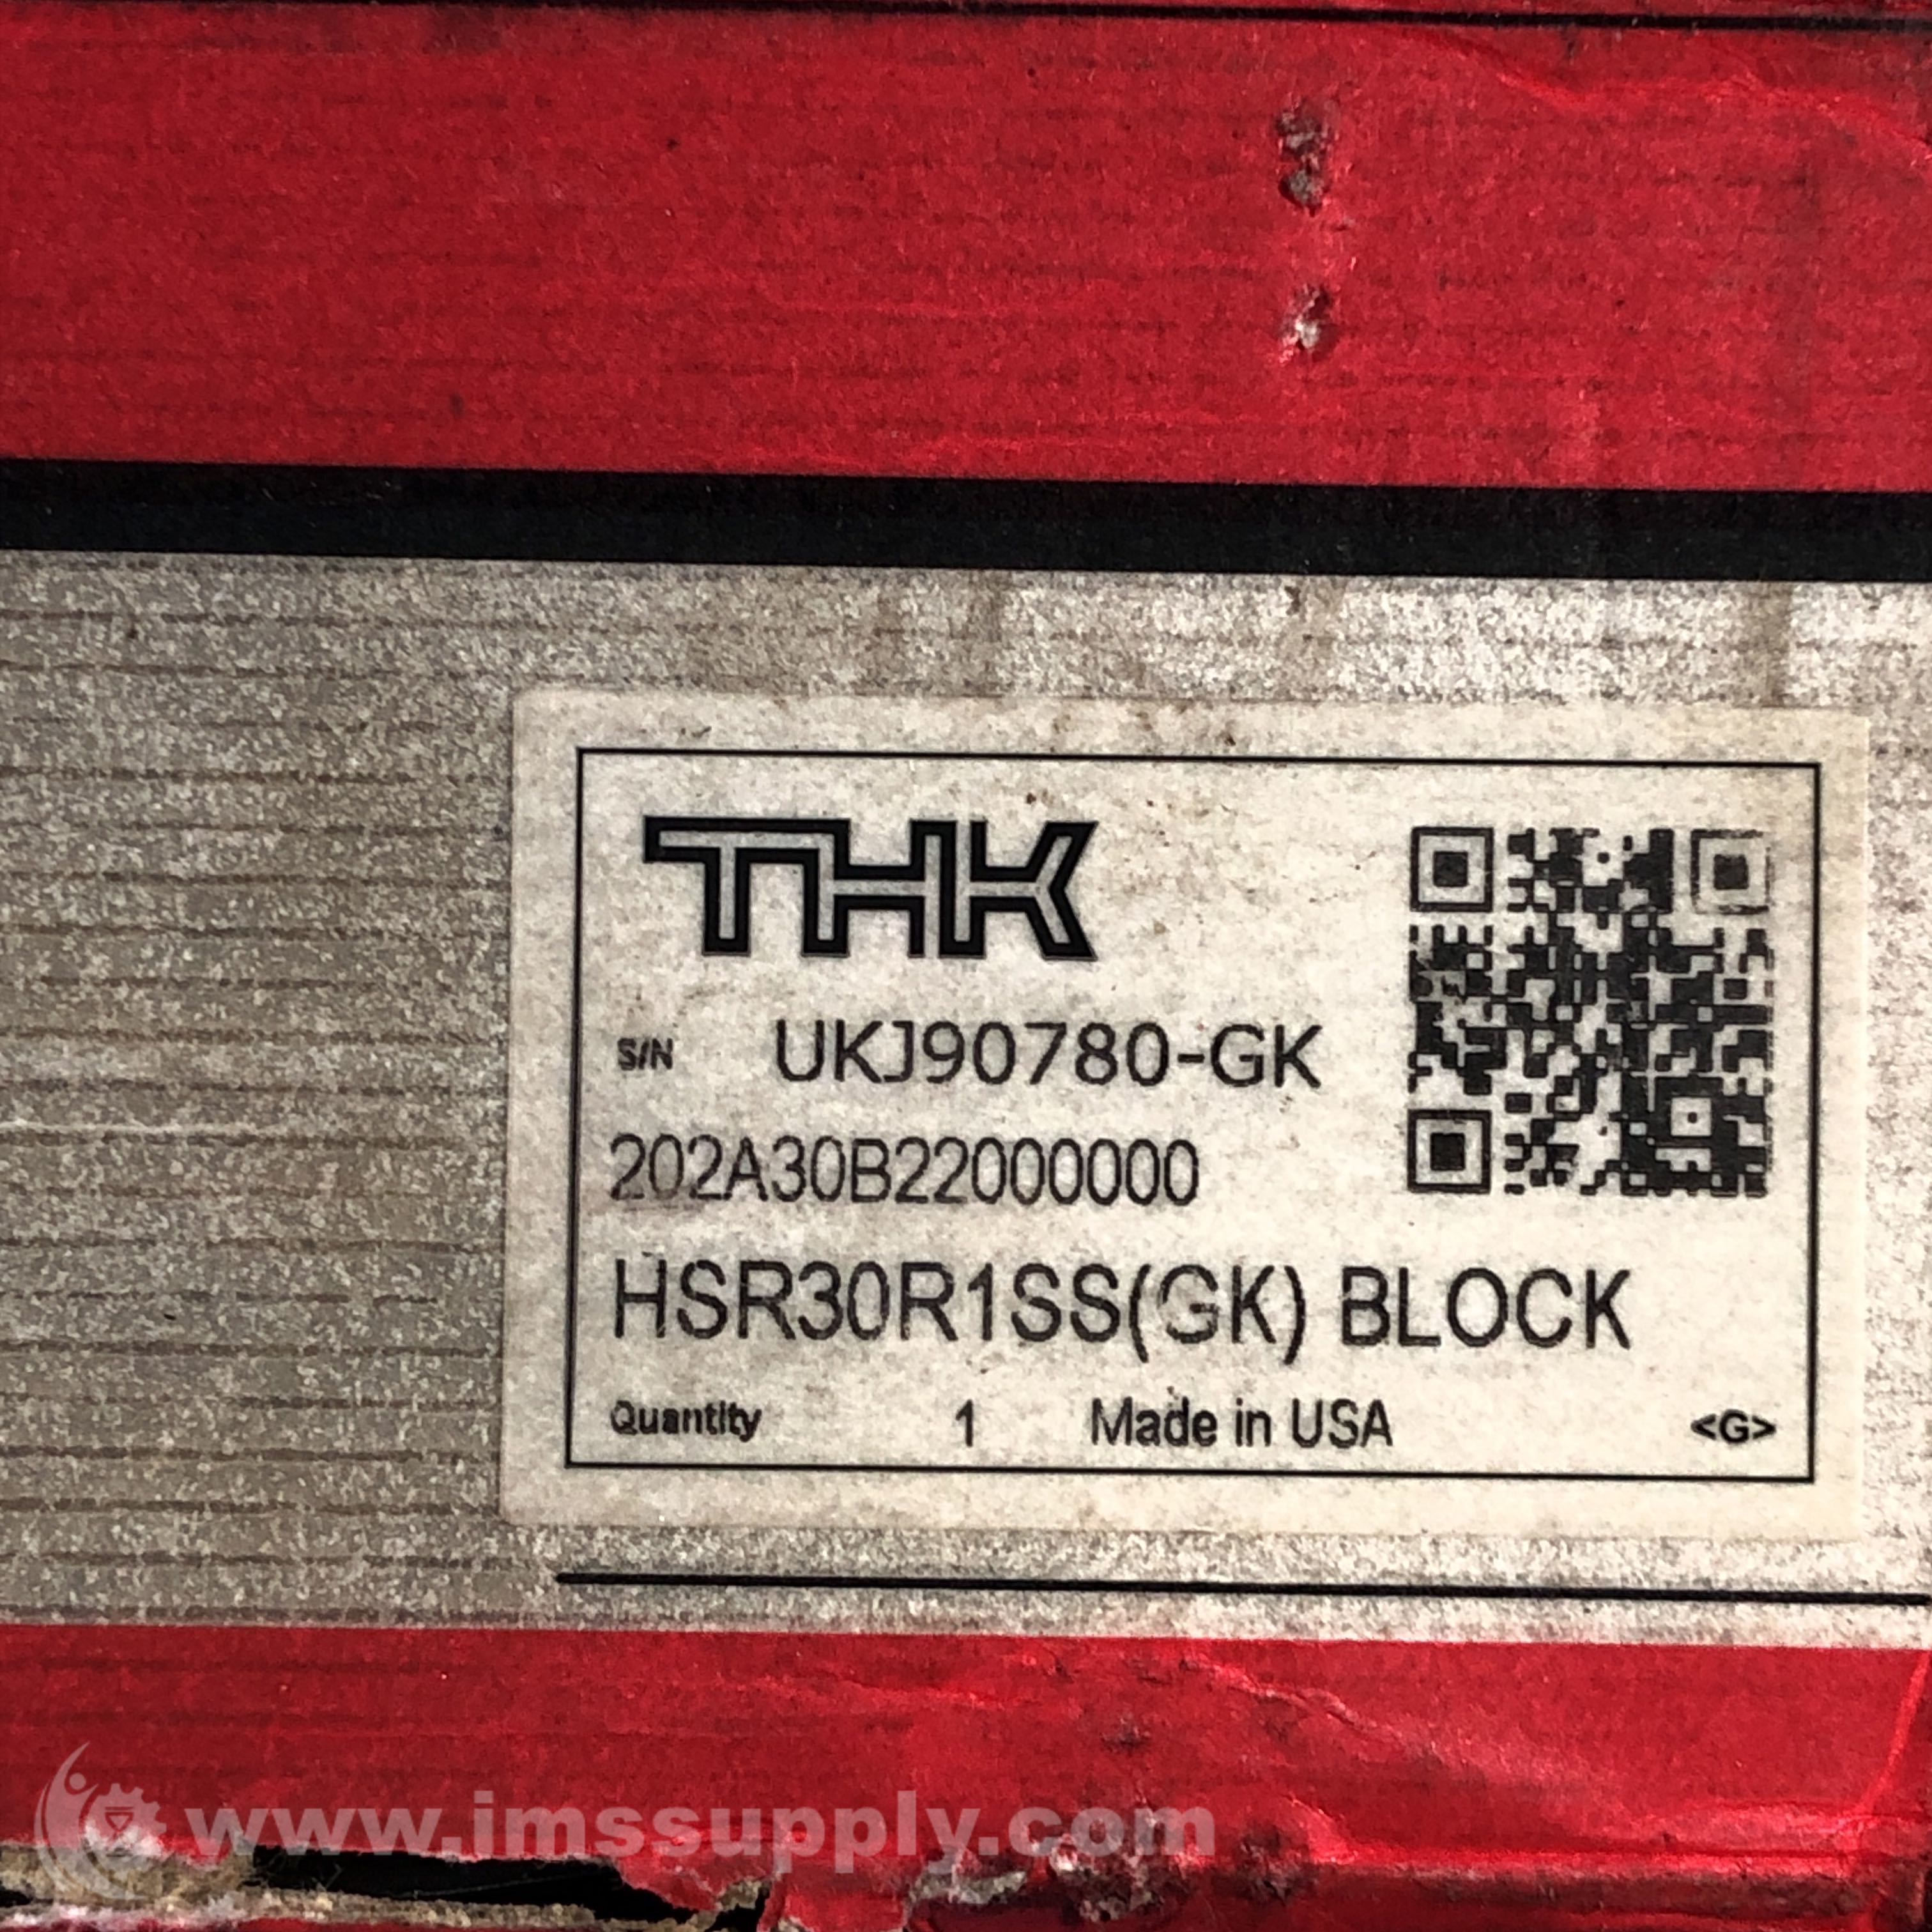 THK
S/N UKJ90780-GK
202A30B22000000
HSR30R1SS(GK) BLOCK
Quantity 1 Made in USA <G>
www.imssupply.com